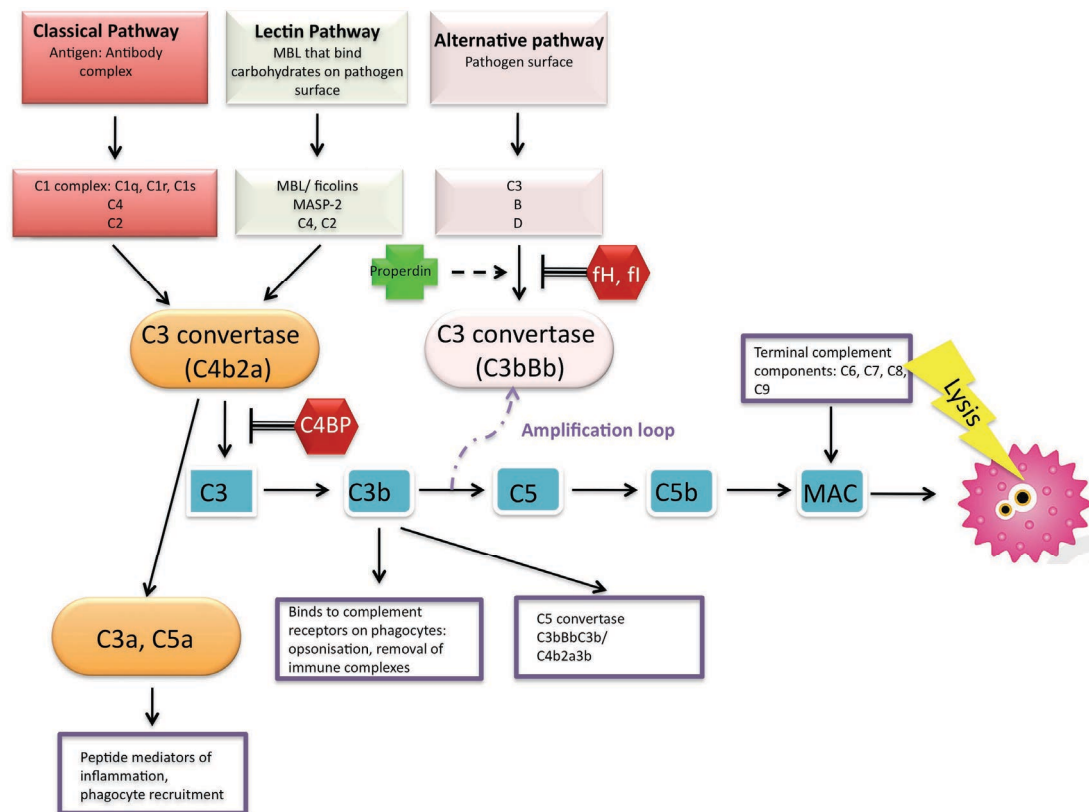 Classical Pathway
Antigen: Antibody
complex
Lectin Pathway
MBL that bind
carbohydrates on pathogen
surface
Alternative pathway
Pathogen surface
C1 complex: C1q, C1r, C1s
C4
C2
MBL/ ficolins
MASP-2
C4, C2
C3
B
D
Properdin
fH, fI
C3 convertase
(C4b2a)
C3 convertase
(C3bBb)
Terminal complement
components: C6, C7, C8,
C9
Lysis
C4BP
Amplification loop
C3
C3b
C5
C5b
MAC
C3a, C5a
Binds to complement
receptors on phagocytes:
opsonisation, removal of
immune complexes
C5 convertase
C3bBbC3b/
C4b2a3b
Peptide mediators of
inflammation,
phagocyte recruitment